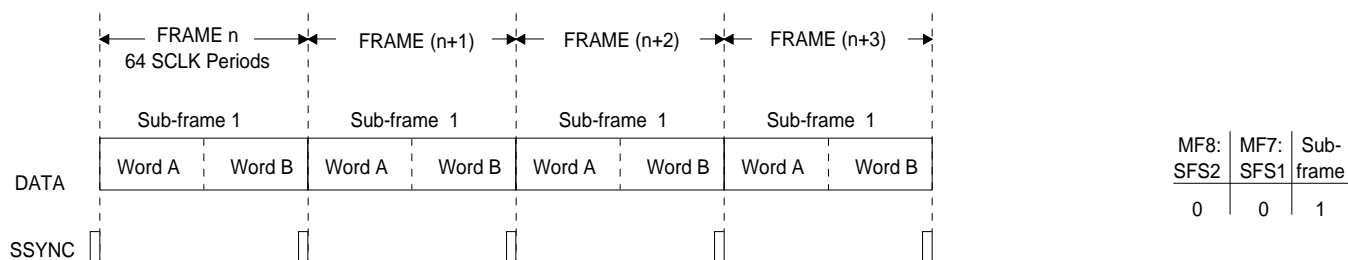 FRAME n FRAME (n+1) FRAME (n+2) FRAME (n+3)
64 SCLK Periods
Sub-frame 1 Sub-frame 1 Sub-frame 1 Sub-frame 1
DATA Word A Word B Word A Word B Word A Word B Word A Word B
SSYNC
MF8: MF7: Sub-
SFS2 SFS1 frame
0 0 1